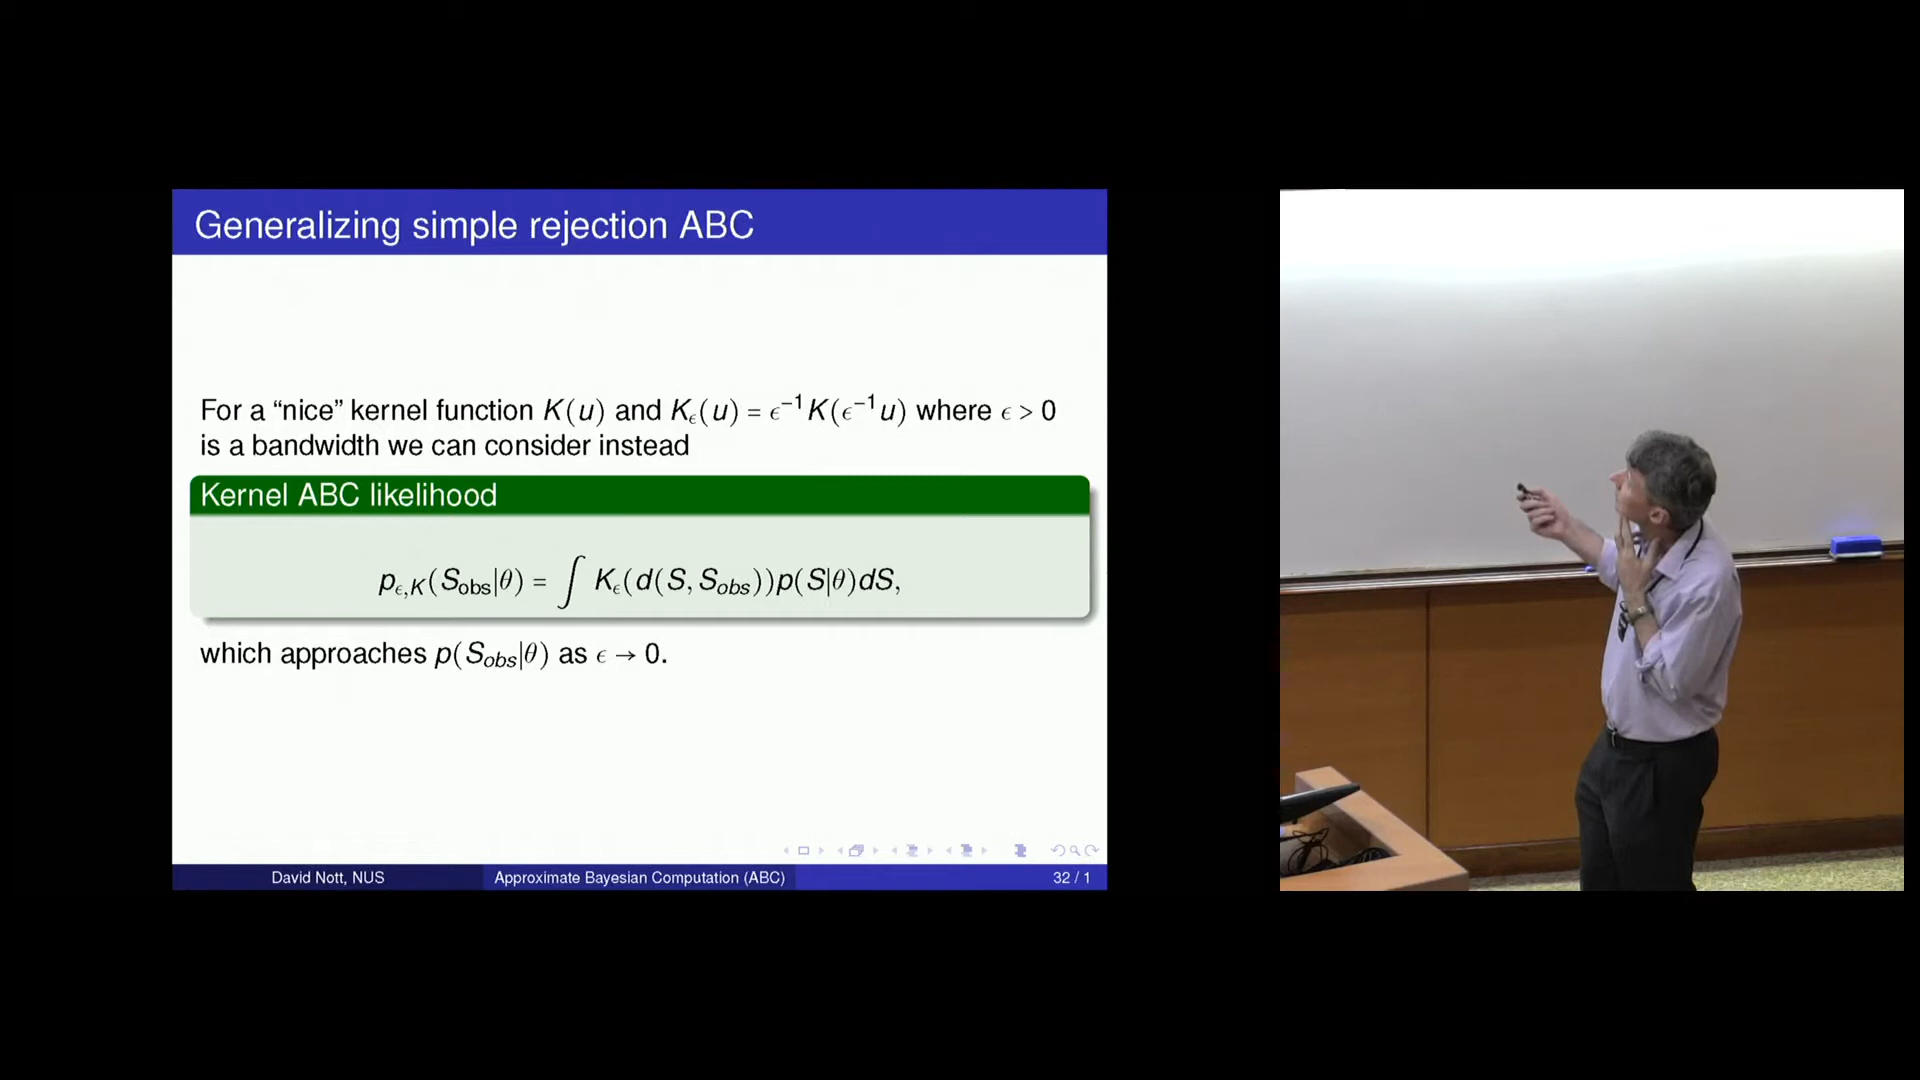 Generalizing simple rejection ABC
For a “nice” kernel function K(u) and Kϵ(u) = ϵ⁻¹K(ϵ⁻¹u) where ϵ > 0
is a bandwidth we can consider instead
Kernel ABC likelihood
pϵ,K(Sobs|θ) = ∫ Kϵ(d(S, Sobs))p(S|θ)dS,
which approaches p(Sobs|θ) as ϵ → 0.
David Nott, NUS
Approximate Bayesian Computation (ABC)
32 / 1